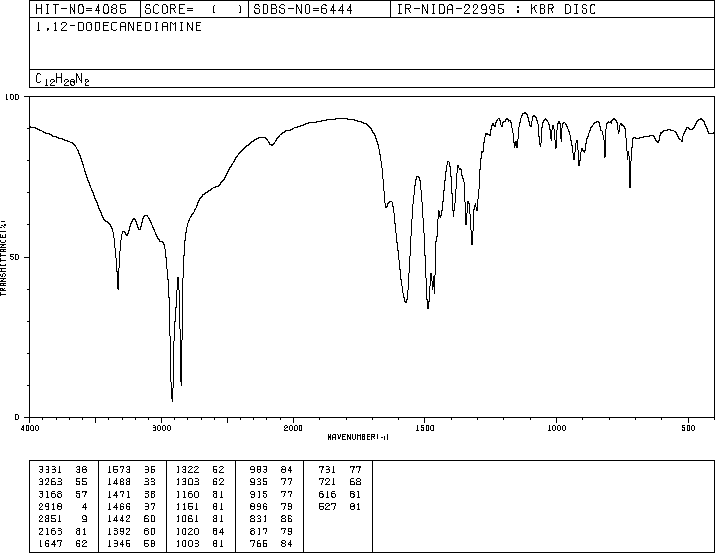 HIT-NO=4085 SCORE= ( ) SDBS-NO=6444 IR-NIDA-22995 : KBR DISC
1,12-DODECANEDIAMINE
C12H28N2
100
TRANSMITTANCE(%)
50
0
4000 3000 2000 1500 1000 500
WAVENUMBER(-1)
3331 38 1573 35 1322 52 983 84 731 77
3263 55 1488 33 1303 62 935 77 721 68
3168 57 1471 38 1160 81 915 77 616 81
2918 4 1466 37 1151 81 896 79 527 81
2851 9 1442 60 1061 81 831 86
2163 81 1392 60 1020 84 817 79
1647 62 1346 58 1003 81 766 84